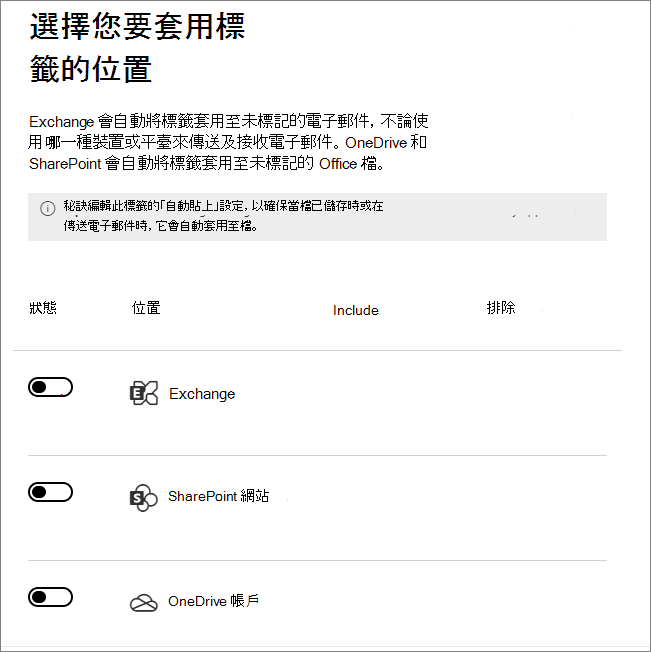 選擇您要套用標
籤的位置
Exchange 會自動將標籤套用至未標記的電子郵件, 不論使
用哪一種裝置或平臺來傳送及接收電子郵件。OneDrive 和
SharePoint 會自動將標籤套用至未標記的 Office 檔。
秘訣編輯此標籤的「自動貼上」設定, 以確保當檔已儲存時或在
傳送電子郵件時, 它會自動套用至檔。
狀態 位置 Include 排除
Exchange
SharePoint 網站
OneDrive 帳戶